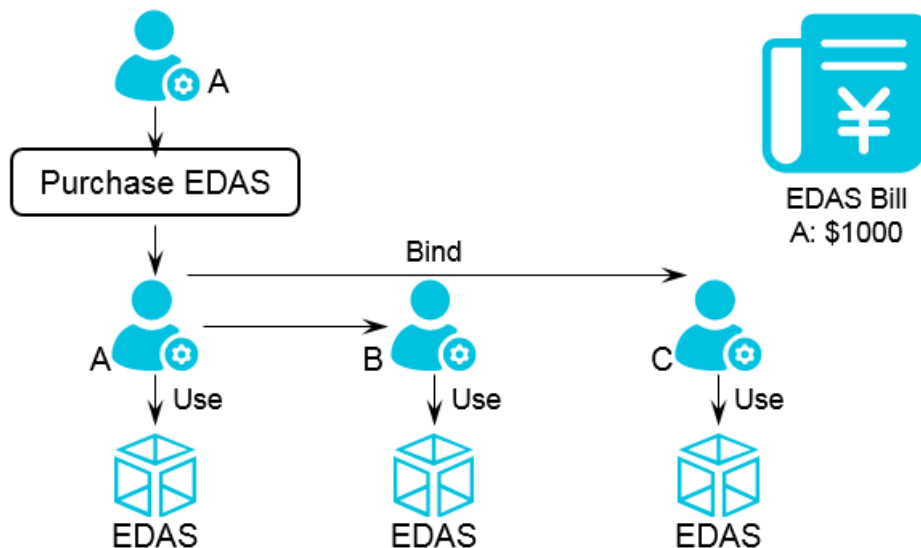 A
Purchase EDAS
¥
EDAS Bill
A: $1000
Bind
A
B
C
Use
Use
Use
EDAS
EDAS
EDAS